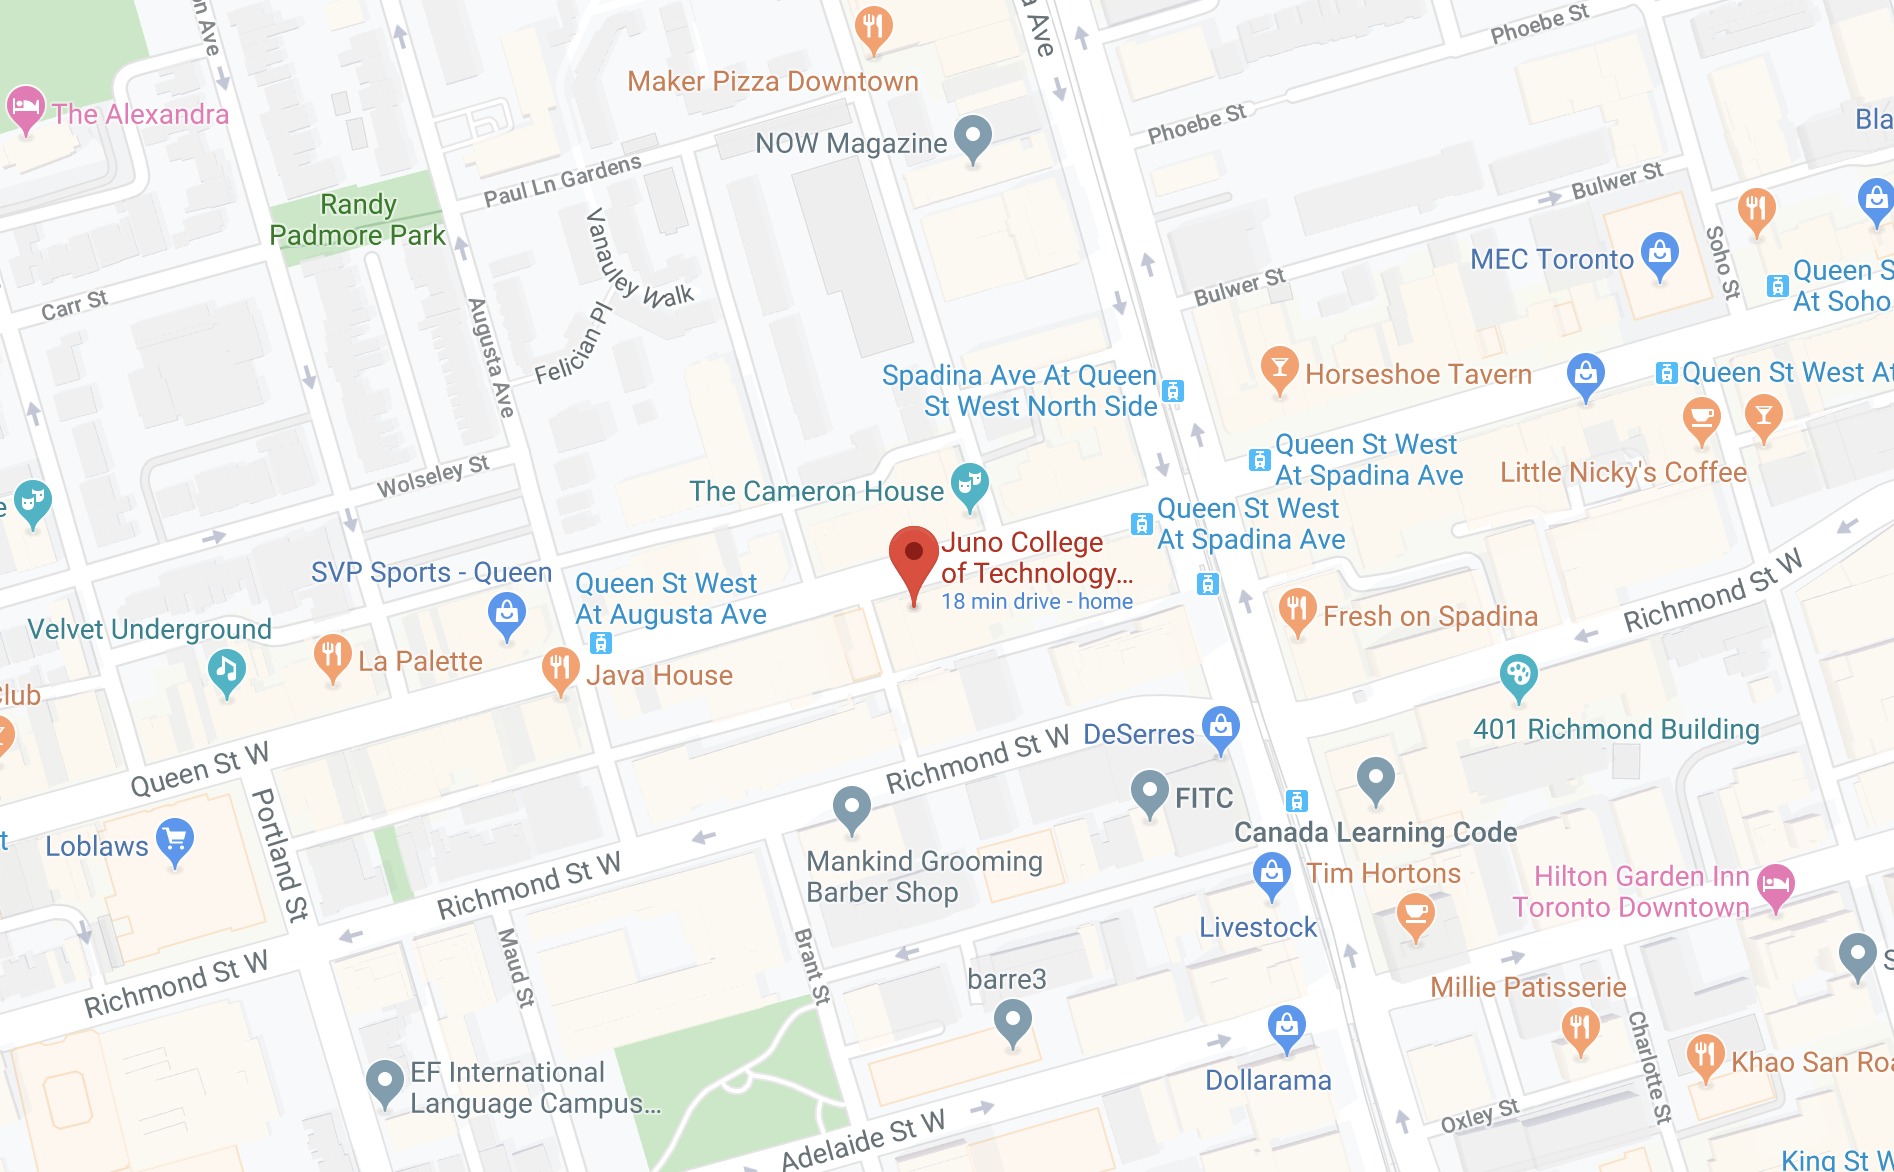 on Ave
a Ave
Phoebe St
Maker Pizza Downtown
The Alexandra
Phoebe St
Bla
NOW Magazine
Paul Ln Gardens
Bulwer St
Randy
Padmore Park
Vanauley Walk
Soho St
MEC Toronto
Queen S
At Soho
Bulwer St
Carr St
Augusta Ave
Felician Pl
Spadina Ave At Queen
St West North Side
Horseshoe Tavern
Queen St West At
Queen St West
At Spadina Ave
Little Nicky's Coffee
Wolseley St
The Cameron House
e
Queen St West
At Spadina Ave
Juno College
of Technology...
18 min drive - home
SVP Sports - Queen
Queen St West
At Augusta Ave
Richmond St W
Fresh on Spadina
Velvet Underground
La Palette
Java House
Club
401 Richmond Building
DeSerres
Queen St W
Richmond St W
FITC
Canada Learning Code
Portland St
t
Loblaws
Mankind Grooming
Barber Shop
Tim Hortons
Hilton Garden Inn
Toronto Downtown
Richmond St W
Livestock
Maud St
Brant St
Richmond St W
barre3
Millie Patisserie
S
Charlotte St
EF International
Language Campus...
Dollarama
Khao San Roa
Oxley St
Adelaide St W
King St W